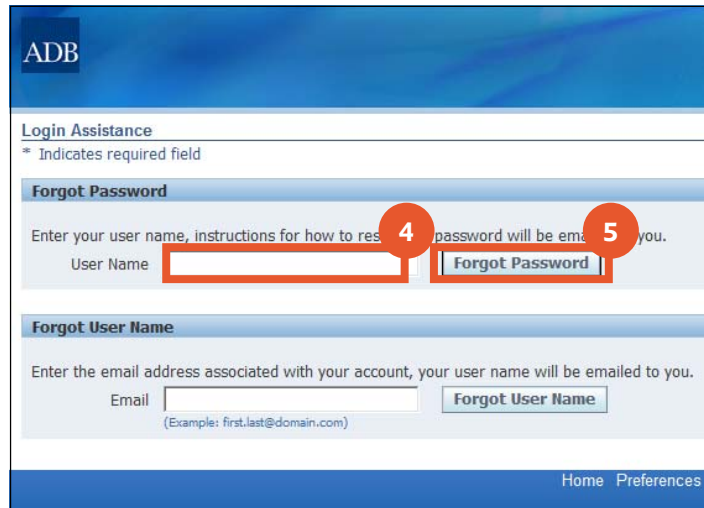 ADB
Login Assistance
* Indicates required field
Forgot Password
Enter your user name, instructions for how to res 4 password will be ema 5 you.
User Name Forgot Password
Forgot User Name
Enter the email address associated with your account, your user name will be emailed to you.
Email Forgot User Name
(Example: first.last@domain.com)
Home Preferences